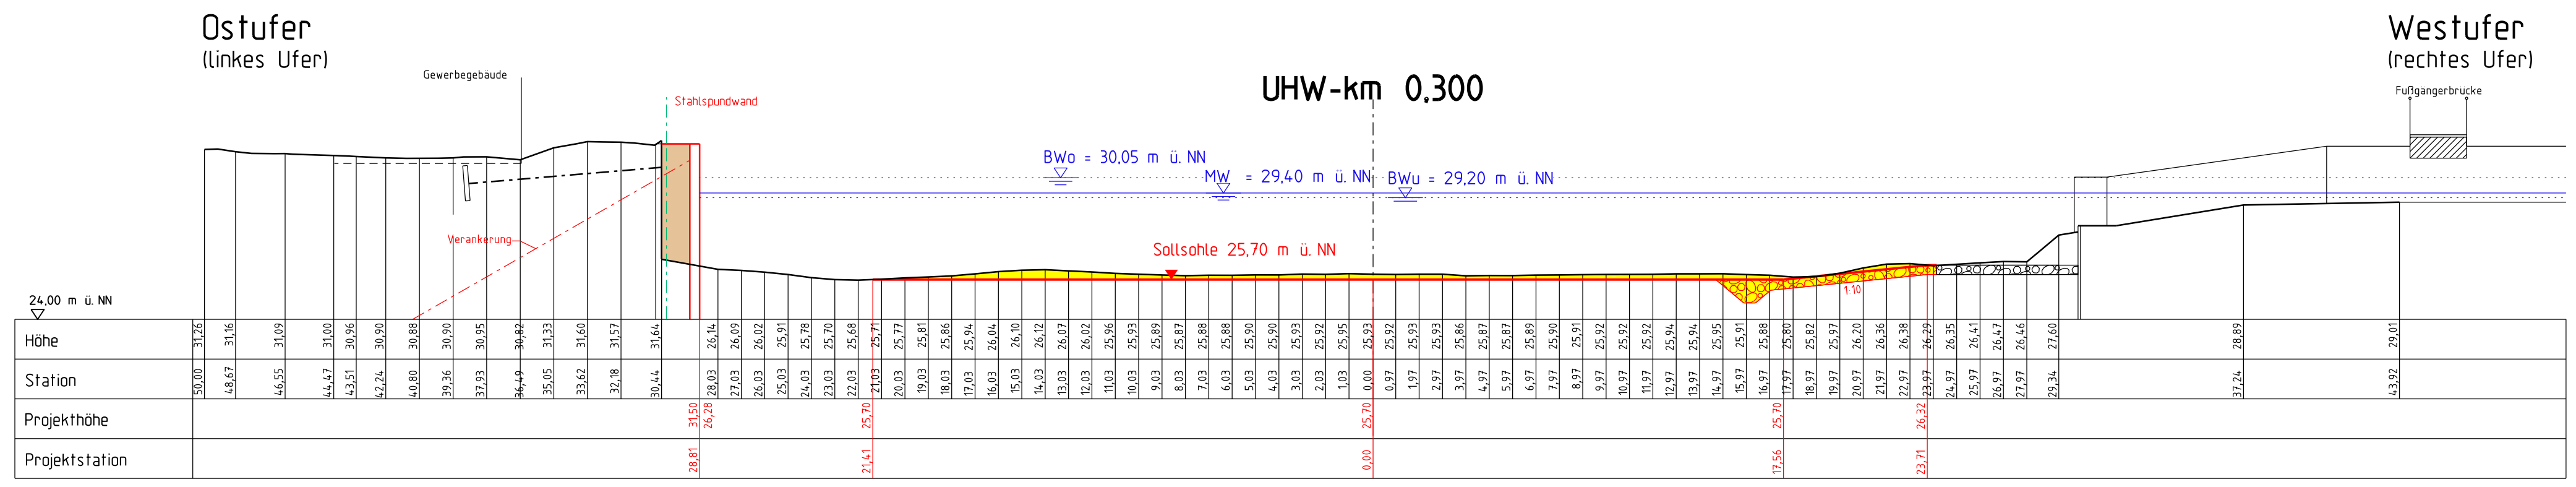 Ostufer
(linkes Ufer)
Westufer
(rechtes Ufer)
Gewerbegebäude
Stahlspundwand
UHW-km 0,300
Fußgängerbrücke
BWo = 30,05 m ü. NN
MW = 29,40 m ü. NN
BWu = 29,20 m ü. NN
Verankerung
Sollsohle 25,70 m ü. NN
1 10
24,00 m ü. NN
Höhe
31,26 31,16 31,09 31,00 30,96 30,90 30,88 30,90 30,95 30,82 31,33 31,60 31,57 31,64 26,14 26,09 26,02 25,91 25,78 25,70 25,68 25,71 25,77 25,81 25,86 25,94 26,04 26,10 26,12 26,07 26,02 25,96 25,93 25,89 25,87 25,88 25,88 25,90 25,90 25,93 25,92 25,95 25,93 25,92 25,93 25,93 25,86 25,87 25,87 25,89 25,90 25,91 25,92 25,92 25,92 25,94 25,94 25,95 25,91 25,88 25,80 25,82 25,97 26,20 26,36 26,38 26,29 26,35 26,41 26,47 26,46 27,60 28,89 29,01
Station
50,00 48,67 46,55 44,47 43,51 42,24 40,80 39,36 37,93 36,49 35,05 33,62 32,18 30,44 28,03 27,03 26,03 25,03 24,03 23,03 22,03 21,03 20,03 19,03 18,03 17,03 16,03 15,03 14,03 13,03 12,03 11,03 10,03 9,03 8,03 7,03 6,03 5,03 4,03 3,03 2,03 1,03 0,00 0,97 1,97 2,97 3,97 4,97 5,97 6,97 7,97 8,97 9,97 10,97 11,97 12,97 13,97 14,97 15,97 16,97 17,97 18,97 19,97 20,97 21,97 22,97 23,97 24,97 25,97 26,97 27,97 29,34 37,24 43,92
Projekthöhe
31,50 26,28 25,70 25,70 25,70 26,32
Projektstation
28,81 21,41 0,00 17,56 23,71